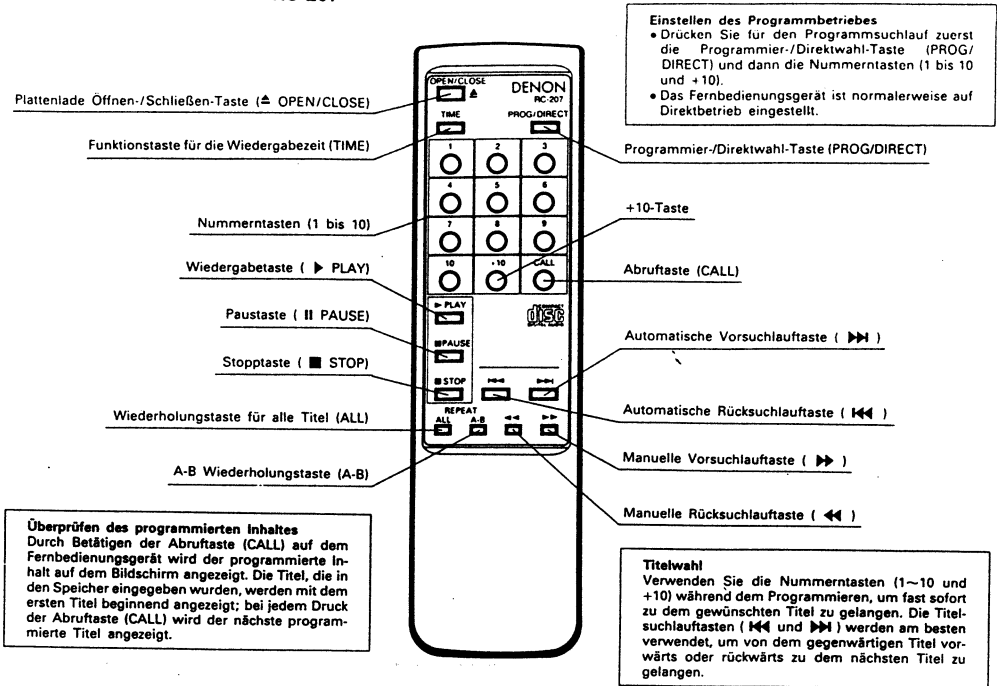 Einstellen des Programmbetriebes
• Drücken Sie für den Programmsuchlauf zuerst
die Programmier-/Direktwahl-Taste (PROG/
DIRECT) und dann die Nummerntasten (1 bis 10
und +10).
• Das Fernbedienungsgerät ist normalerweise auf
Direktbetrieb eingestellt.
Plattenlade Öffnen-/Schließen-Taste (≙ OPEN/CLOSE)
Funktionstaste für die Wiedergabezeit (TIME)
Nummerntasten (1 bis 10)
Wiedergabetaste ( ▶ PLAY)
Paustaste ( II PAUSE)
Stopptaste ( ■ STOP)
Wiederholungstaste für alle Titel (ALL)
A-B Wiederholungstaste (A-B)
OPEN/CLOSE
DENON
RC-207
TIME
PROG/DIRECT
1 2 3
4 5 6
7 8 9
10 +10 CALL
▶ PLAY
COMPACT
disc
DIGITAL AUDIO
II PAUSE
■ STOP ⏮ ⏭
REPEAT
ALL A-B ◀◀ ▶▶
Programmier-/Direktwahl-Taste (PROG/DIRECT)
+10-Taste
Abruftaste (CALL)
Automatische Vorsuchlauftaste ( ⏭ )
Automatische Rücksuchlauftaste ( ⏮ )
Manuelle Vorsuchlauftaste ( ▶▶ )
Manuelle Rücksuchlauftaste ( ◀◀ )
Überprüfen des programmierten Inhaltes
Durch Betätigen der Abruftaste (CALL) auf dem
Fernbedienungsgerät wird der programmierte In-
halt auf dem Bildschirm angezeigt. Die Titel, die in
den Speicher eingegeben wurden, werden mit dem
ersten Titel beginnend angezeigt; bei jedem Druck
der Abruftaste (CALL) wird der nächste program-
mierte Titel angezeigt.
Titelwahl
Verwenden Sie die Nummerntasten (1~10 und
+10) während dem Programmieren, um fast sofort
zu dem gewünschten Titel zu gelangen. Die Titel-
suchlauftasten ( ⏮ und ⏭ ) werden am besten
verwendet, um von dem gegenwärtigen Titel vor-
wärts oder rückwärts zu dem nächsten Titel zu
gelangen.